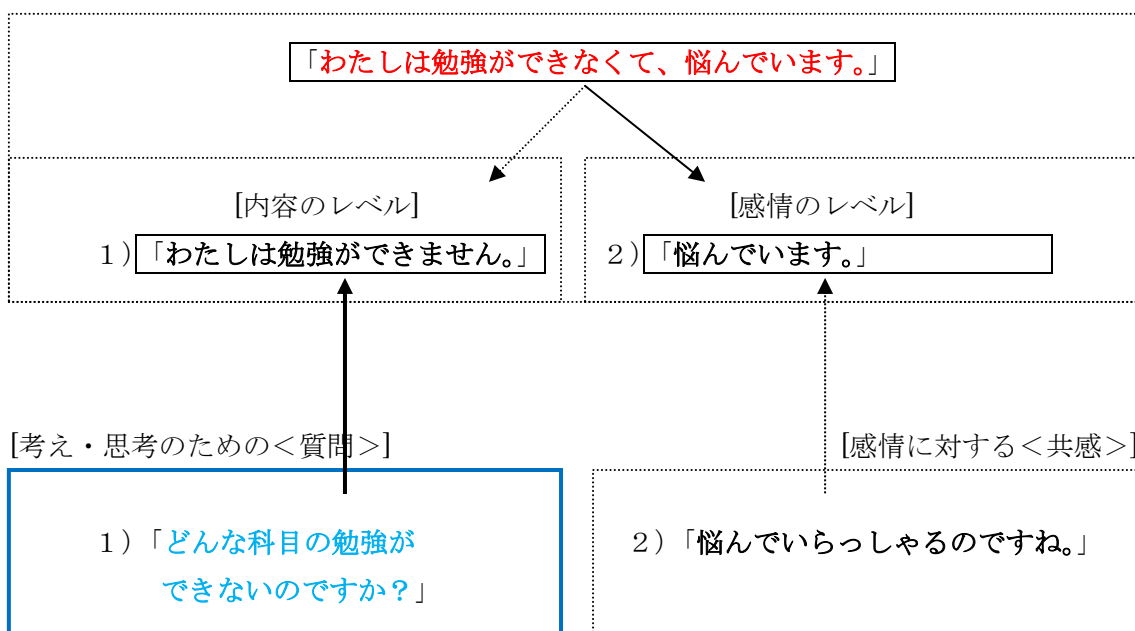 「わたしは勉強ができなくて、悩んでいます。」
[内容のレベル]
[感情のレベル]
1)「わたしは勉強ができません。」
2)「悩んでいます。」
[考え・思考のための＜質問＞]
[感情に対する＜共感＞]
1)「どんな科目の勉強が
できないのですか？」
2)「悩んでいらっしゃるのですね。」